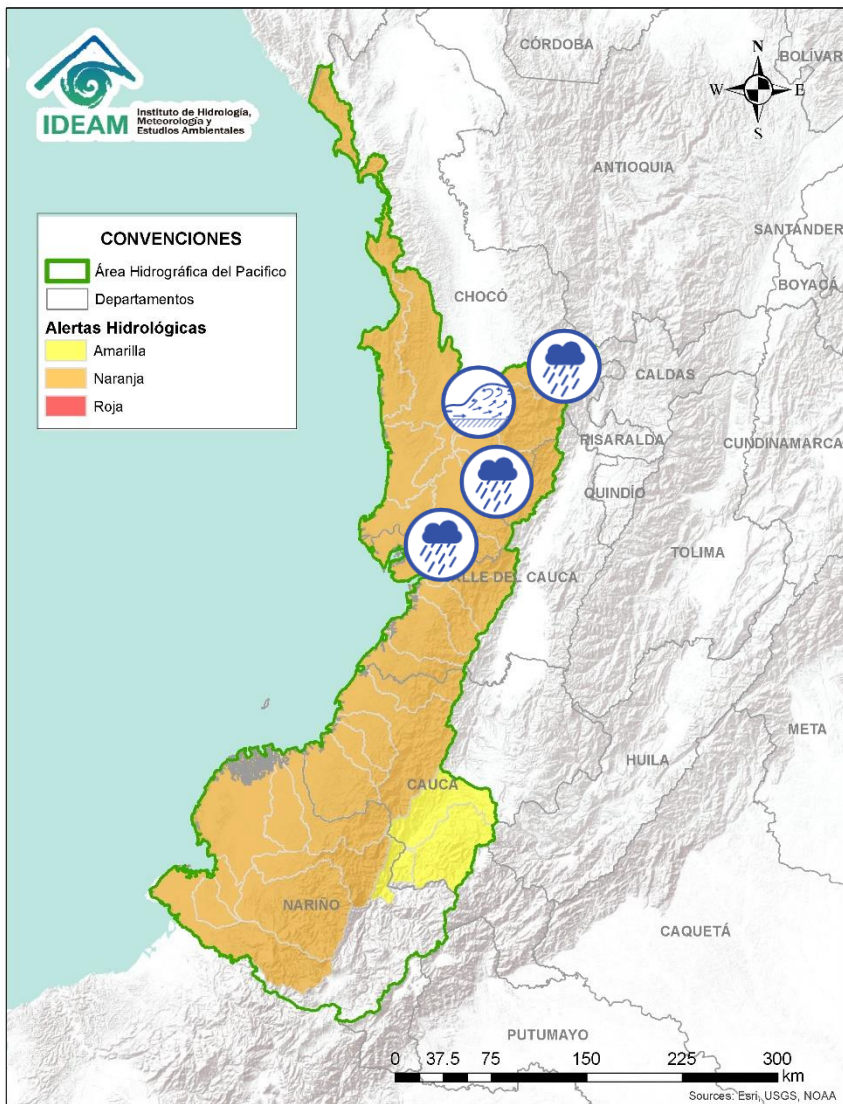 IDEAM
Instituto de Hidrología,
Meteorología y
Estudios Ambientales
CÓRDOBA
BOLÍVAR
N
W E
S
ANTIOQUIA
SANTANDER
BOYACÁ
CONVENCIONES
Área Hidrográfica del Pacifico
Departamentos
Alertas Hidrológicas
Amarilla
Naranja
Roja
CHOCÓ
CALDAS
RISARALDA
CUNDINAMARCA
QUINDÍO
TOLIMA
ALLE DEL CAUCA
META
HUILA
CAUCA
NARIÑO
CAQUETÁ
PUTUMAYO
0 37.5 75 150 225 300
km
Sources: Esri, USGS, NOAA